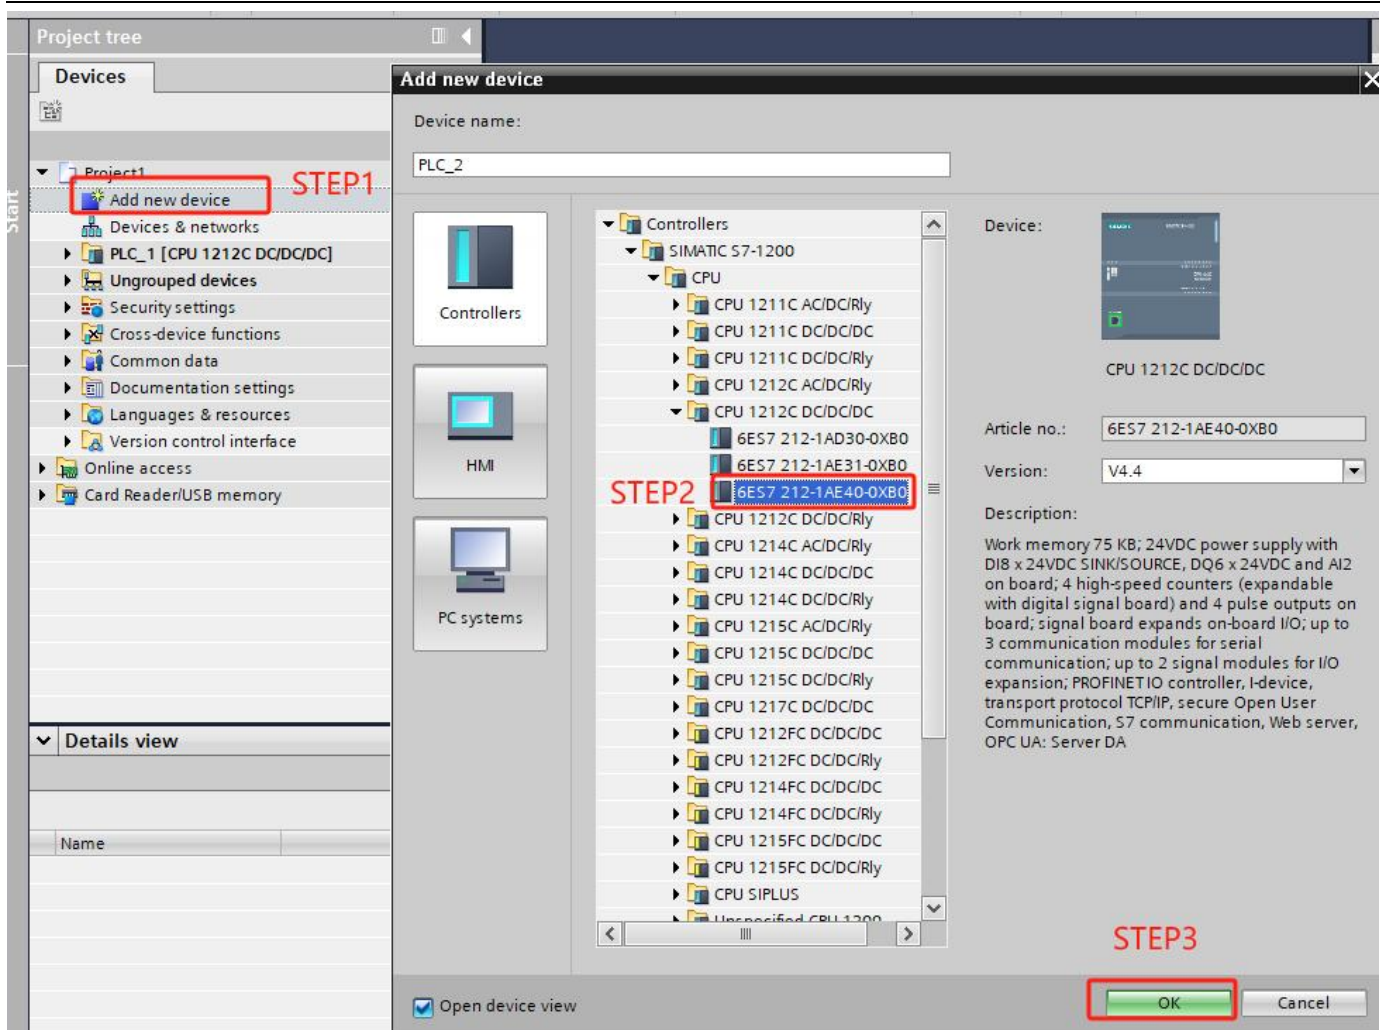 Project tree
Devices
Start
Project1
STEP1
Add new device
Devices & networks
PLC_1 [CPU 1212C DC/DC/DC]
Ungrouped devices
Security settings
Cross-device functions
Common data
Documentation settings
Languages & resources
Version control interface
Online access
Card Reader/USB memory
Details view
Name
Add new device
Device name:
PLC_2
Controllers
HMI
PC systems
Controllers
SIMATIC S7-1200
CPU
CPU 1211C AC/DC/Rly
CPU 1211C DC/DC/DC
CPU 1211C DC/DC/Rly
CPU 1212C AC/DC/Rly
CPU 1212C DC/DC/DC
6ES7 212-1AD30-0XB0
6ES7 212-1AE31-0XB0
STEP2
6ES7 212-1AE40-0XB0
CPU 1212C DC/DC/Rly
CPU 1214C AC/DC/Rly
CPU 1214C DC/DC/DC
CPU 1214C DC/DC/Rly
CPU 1215C AC/DC/Rly
CPU 1215C DC/DC/DC
CPU 1215C DC/DC/Rly
CPU 1217C DC/DC/DC
CPU 1212FC DC/DC/DC
CPU 1212FC DC/DC/Rly
CPU 1214FC DC/DC/DC
CPU 1214FC DC/DC/Rly
CPU 1215FC DC/DC/DC
CPU 1215FC DC/DC/Rly
CPU SIPLUS
Unspecified CPU 1200
Device:
CPU 1212C DC/DC/DC
Article no.: 6ES7 212-1AE40-0XB0
Version: V4.4
Description:
Work memory 75 KB; 24VDC power supply with
DI8 x 24VDC SINK/SOURCE, DQ6 x 24VDC and AI2
on board; 4 high-speed counters (expandable
with digital signal board) and 4 pulse outputs on
board; signal board expands on-board I/O; up to
3 communication modules for serial
communication; up to 2 signal modules for I/O
expansion; PROFINET IO controller, I-device,
transport protocol TCP/IP, secure Open User
Communication, S7 communication, Web server,
OPC UA: Server DA
STEP3
Open device view
OK
Cancel